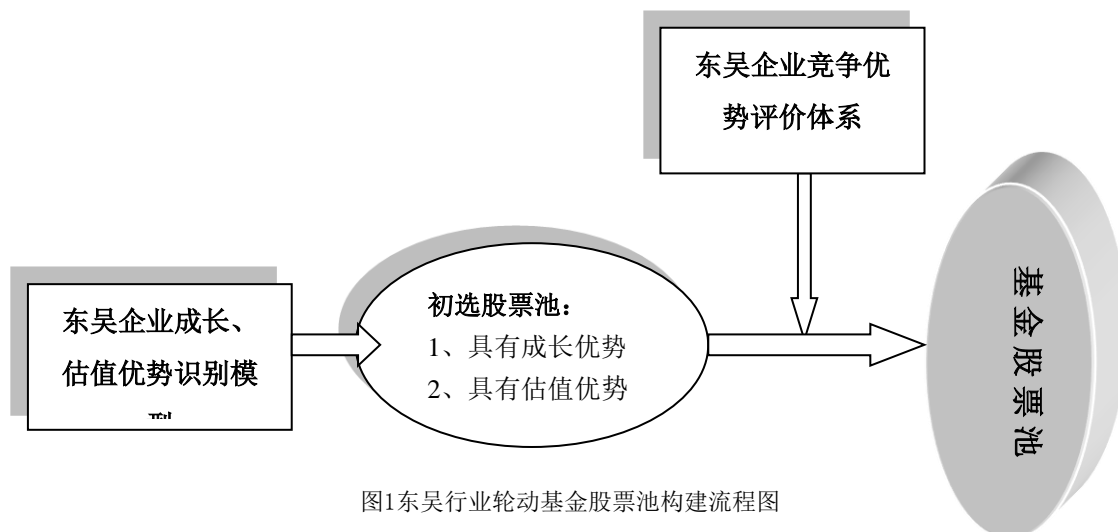 东吴企业竞争优
势评价体系
东吴企业成长、
估值优势识别模
初选股票池：
1、具有成长优势
2、具有估值优势
基金股票池
图1东吴行业轮动基金股票池构建流程图